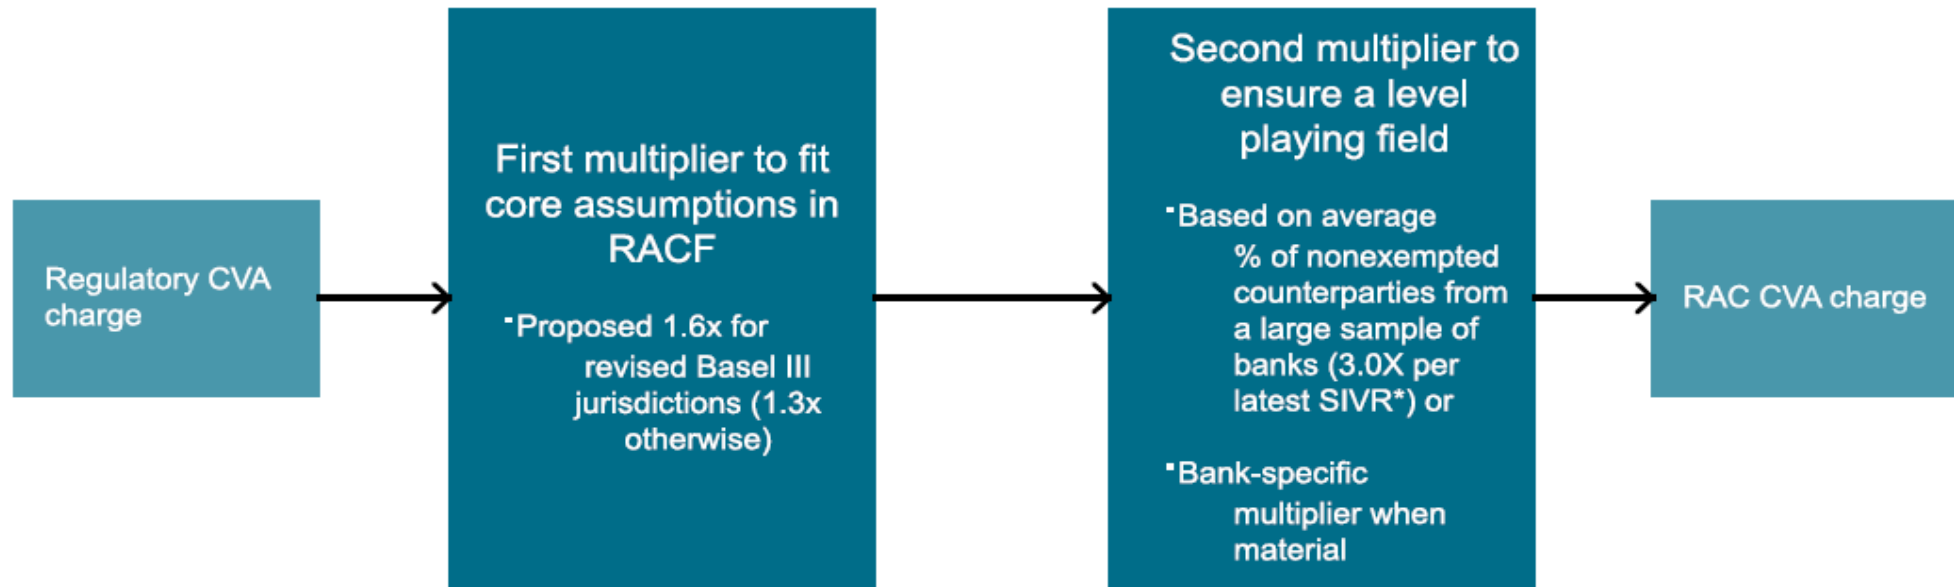 Regulatory CVA
charge
First multiplier to fit
core assumptions in
RACF
▪Proposed 1.6x for
revised Basel III
jurisdictions (1.3x
otherwise)
Second multiplier to
ensure a level
playing field
▪Based on average
% of nonexempted
counterparties from
a large sample of
banks (3.0X per
latest SIVR*) or
▪Bank-specific
multiplier when
material
RAC CVA charge